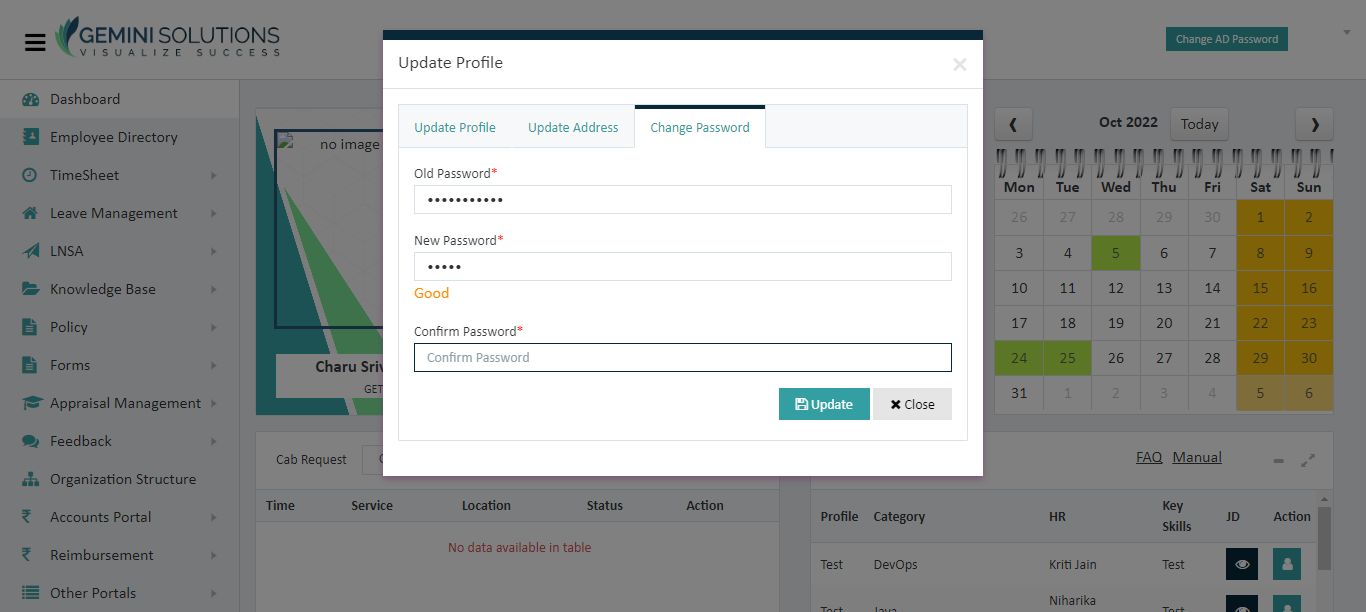 GEMINI SOLUTIONS
VISUALIZE SUCCESS
Change AD Password
Dashboard
Employee Directory
TimeSheet
Leave Management
LNSA
Knowledge Base
Policy
Forms
Appraisal Management
Feedback
Organization Structure
Accounts Portal
Reimbursement
Other Portals
no image
Charu Sriv
GET
Update Profile
×
Update Profile Update Address Change Password
Old Password*
•••••••••••
New Password*
•••••
Good
Confirm Password*
Confirm Password
Update Close
❮ Oct 2022 Today ❯
Mon Tue Wed Thu Fri Sat Sun
26 27 28 29 30 1 2
3 4 5 6 7 8 9
10 11 12 13 14 15 16
17 18 19 20 21 22 23
24 25 26 27 28 29 30
31 1 2 3 4 5 6
Cab Request
Time Service Location Status Action
No data available in table
FAQ Manual
Profile Category HR Key Skills JD Action
Test DevOps Kriti Jain Test
Test Java Niharika Test